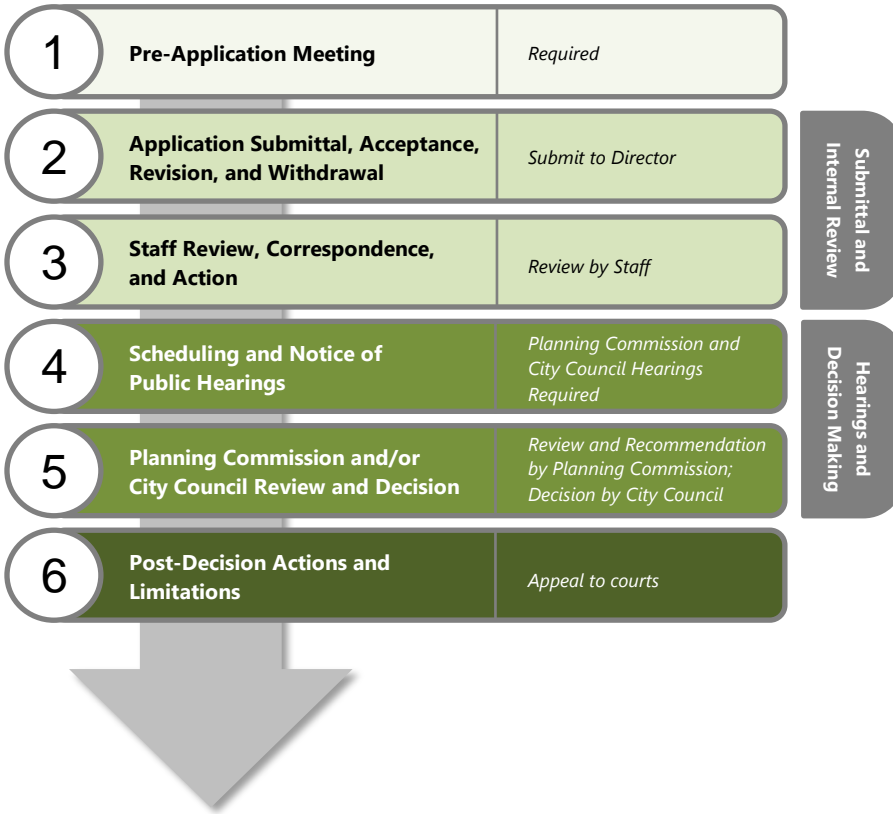 1
Pre-Application Meeting
Required
2
Application Submittal, Acceptance,
Revision, and Withdrawal
Submit to Director
3
Staff Review, Correspondence,
and Action
Review by Staff
Submittal and
Internal Review
4
Scheduling and Notice of
Public Hearings
Planning Commission and
City Council Hearings
Required
5
Planning Commission and/or
City Council Review and Decision
Review and Recommendation
by Planning Commission;
Decision by City Council
Hearings and
Decision Making
6
Post-Decision Actions and
Limitations
Appeal to courts